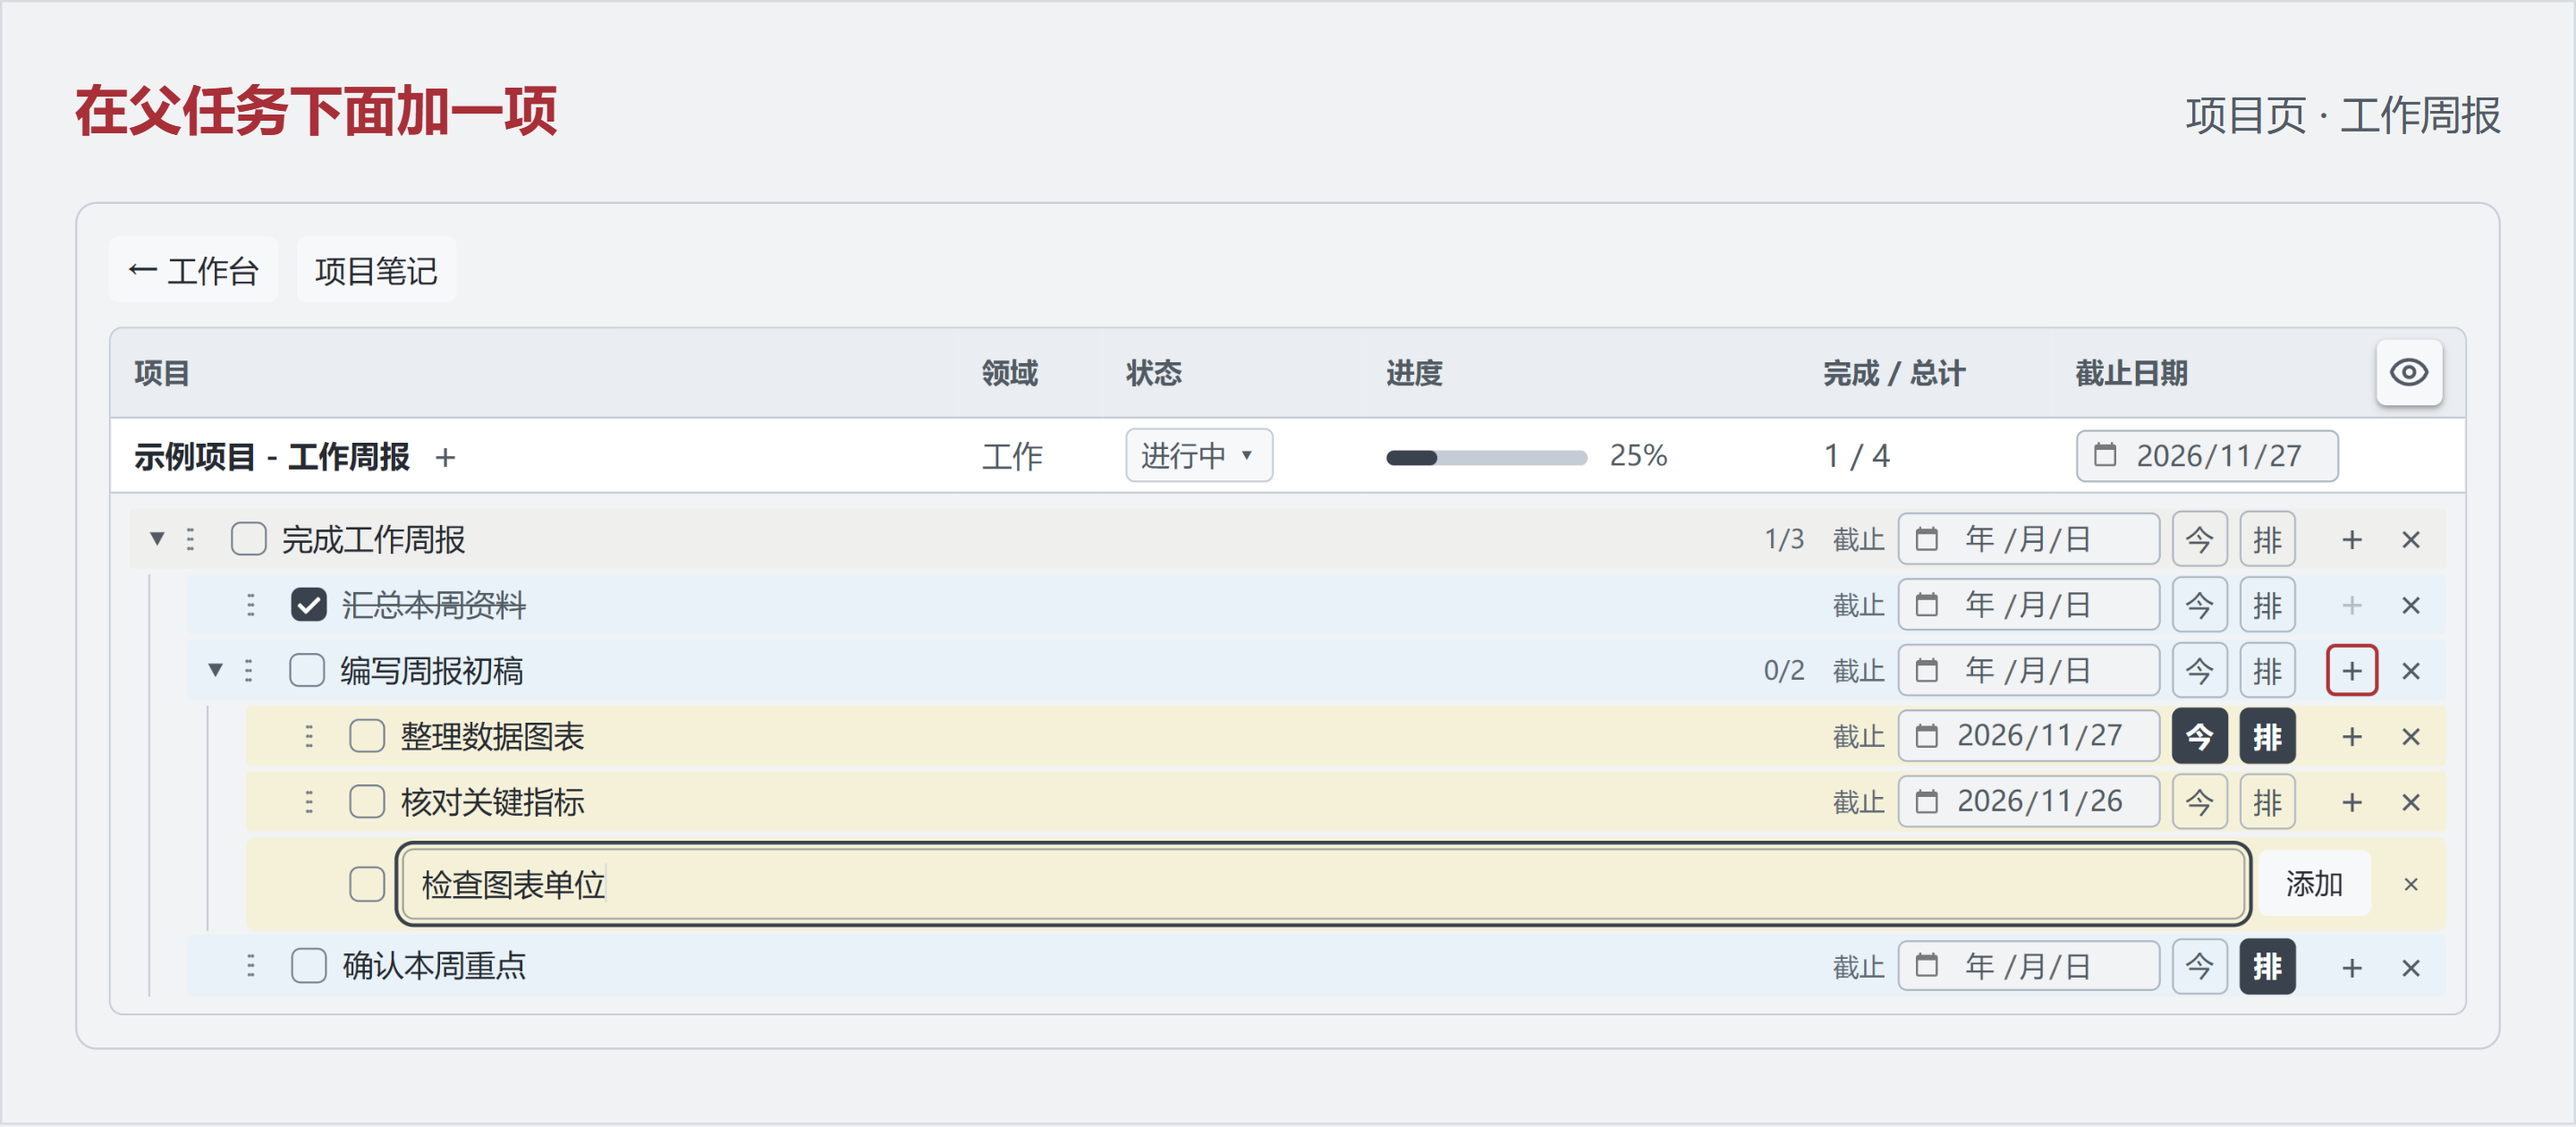 在父任务下面加一项
项目页 · 工作周报
← 工作台 项目笔记
项目 领域 状态 进度 完成 / 总计 截止日期
示例项目 - 工作周报 + 工作 进行中 ▾ 25% 1 / 4 2026/11/27
▼ 完成工作周报 1/3 截止 年 /月/日 今 排 + ×
汇总本周资料 截止 年 /月/日 今 排 + ×
▼ 编写周报初稿 0/2 截止 年 /月/日 今 排 + ×
整理数据图表 截止 2026/11/27 今 排 + ×
核对关键指标 截止 2026/11/26 今 排 + ×
检查图表单位 添加 ×
确认本周重点 截止 年 /月/日 今 排 + ×